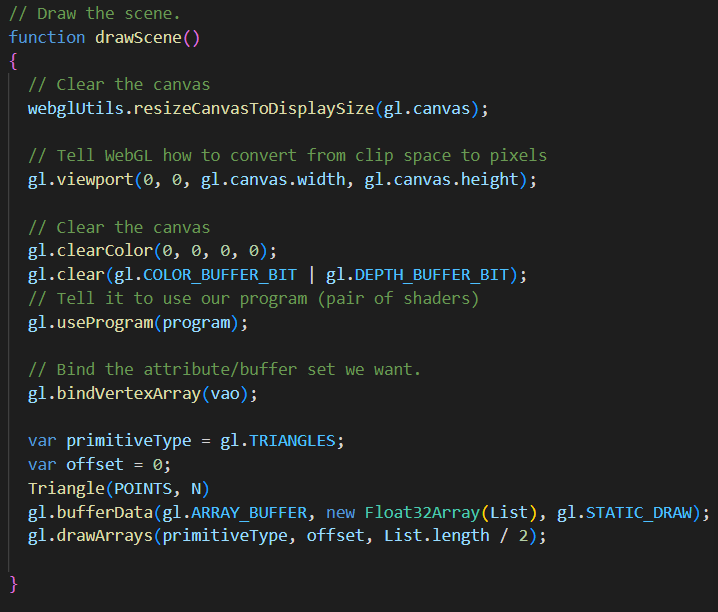 // Draw the scene.
function drawScene()
{
// Clear the canvas
webglUtils.resizeCanvasToDisplaySize(gl.canvas);
// Tell WebGL how to convert from clip space to pixels
gl.viewport(0, 0, gl.canvas.width, gl.canvas.height);
// Clear the canvas
gl.clearColor(0, 0, 0, 0);
gl.clear(gl.COLOR_BUFFER_BIT | gl.DEPTH_BUFFER_BIT);
// Tell it to use our program (pair of shaders)
gl.useProgram(program);
// Bind the attribute/buffer set we want.
gl.bindVertexArray(vao);
var primitiveType = gl.TRIANGLES;
var offset = 0;
Triangle(POINTS, N)
gl.bufferData(gl.ARRAY_BUFFER, new Float32Array(List), gl.STATIC_DRAW);
gl.drawArrays(primitiveType, offset, List.length / 2);
}